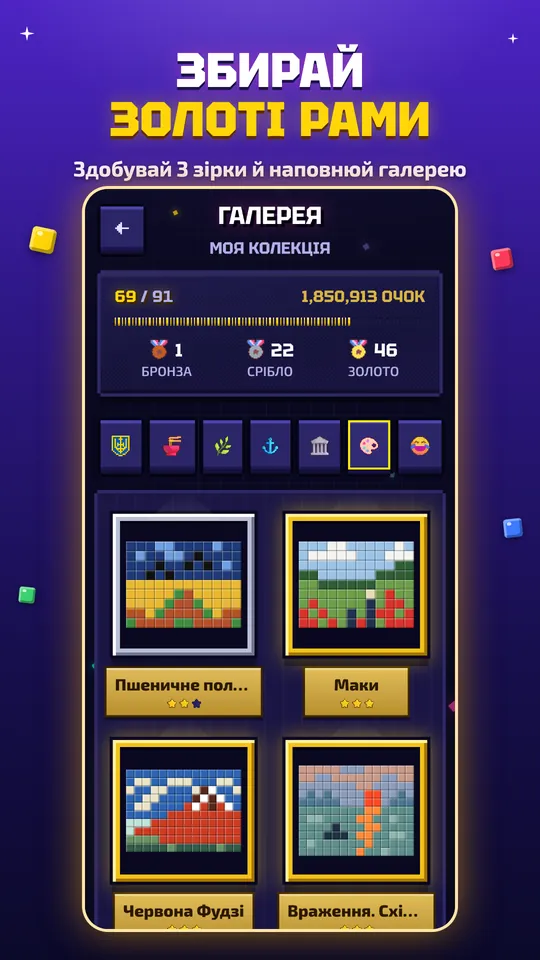 ЗБИРАЙ
ЗОЛОТІ РАМИ
Здобувай 3 зірки й наповнюй галерею
ГАЛЕРЕЯ
МОЯ КОЛЕКЦІЯ
69 / 91
1,850,913 ОЧОК
1
22
46
БРОНЗА
СРІБЛО
ЗОЛОТО
Пшеничне пол...
Маки
Червона Фудзі
Враження. Схі...